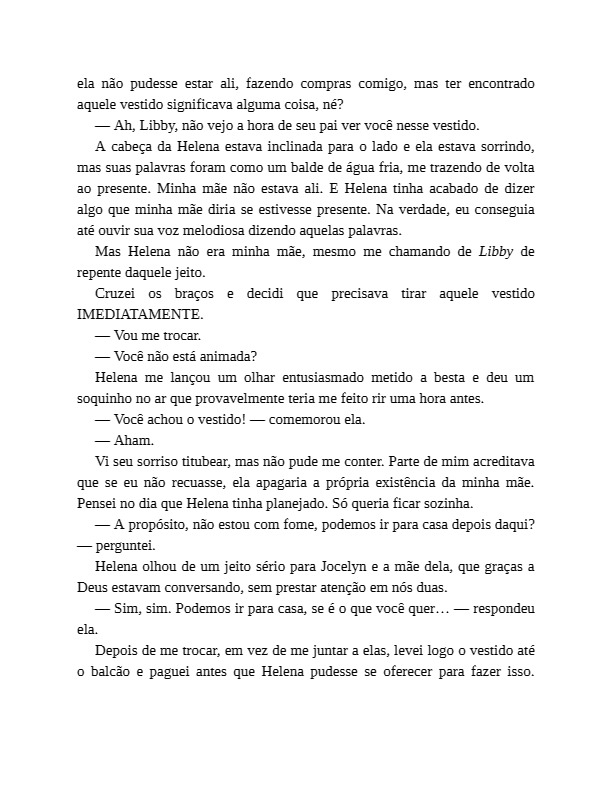 ela não pudesse estar ali, fazendo compras comigo, mas ter encontrado
aquele vestido significava alguma coisa, né?
— Ah, Libby, não vejo a hora de seu pai ver você nesse vestido.
A cabeça da Helena estava inclinada para o lado e ela estava sorrindo,
mas suas palavras foram como um balde de água fria, me trazendo de volta
ao presente. Minha mãe não estava ali. E Helena tinha acabado de dizer
algo que minha mãe diria se estivesse presente. Na verdade, eu conseguia
até ouvir sua voz melodiosa dizendo aquelas palavras.
Mas Helena não era minha mãe, mesmo me chamando de Libby de
repente daquele jeito.
Cruzei os braços e decidi que precisava tirar aquele vestido
IMEDIATAMENTE.
— Vou me trocar.
— Você não está animada?
Helena me lançou um olhar entusiasmado metido a besta e deu um
soquinho no ar que provavelmente teria me feito rir uma hora antes.
— Você achou o vestido! — comemorou ela.
— Aham.
Vi seu sorriso titubear, mas não pude me conter. Parte de mim acreditava
que se eu não recuasse, ela apagaria a própria existência da minha mãe.
Pensei no dia que Helena tinha planejado. Só queria ficar sozinha.
— A propósito, não estou com fome, podemos ir para casa depois daqui?
— perguntei.
Helena olhou de um jeito sério para Jocelyn e a mãe dela, que graças a
Deus estavam conversando, sem prestar atenção em nós duas.
— Sim, sim. Podemos ir para casa, se é o que você quer… — respondeu
ela.
Depois de me trocar, em vez de me juntar a elas, levei logo o vestido até
o balcão e paguei antes que Helena pudesse se oferecer para fazer isso.